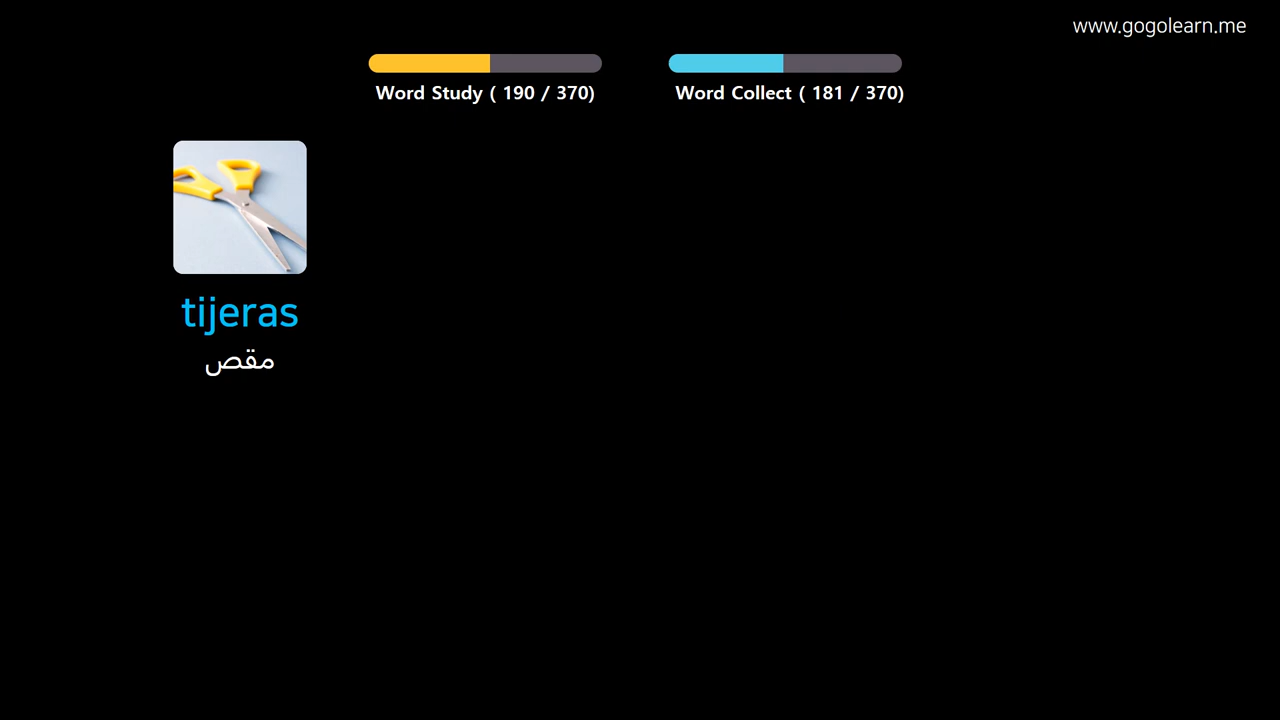 www.gogolearn.me
Word Study ( 190 / 370)
Word Collect ( 181 / 370)
tijeras
مقص